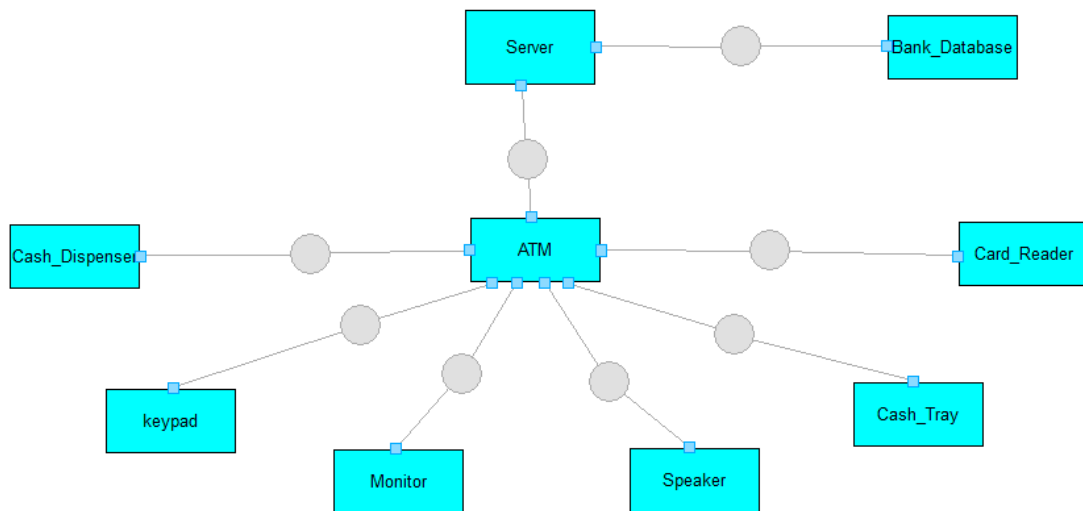 Server
Bank_Database
Cash_Dispenser
ATM
Card_Reader
keypad
Cash_Tray
Monitor
Speaker